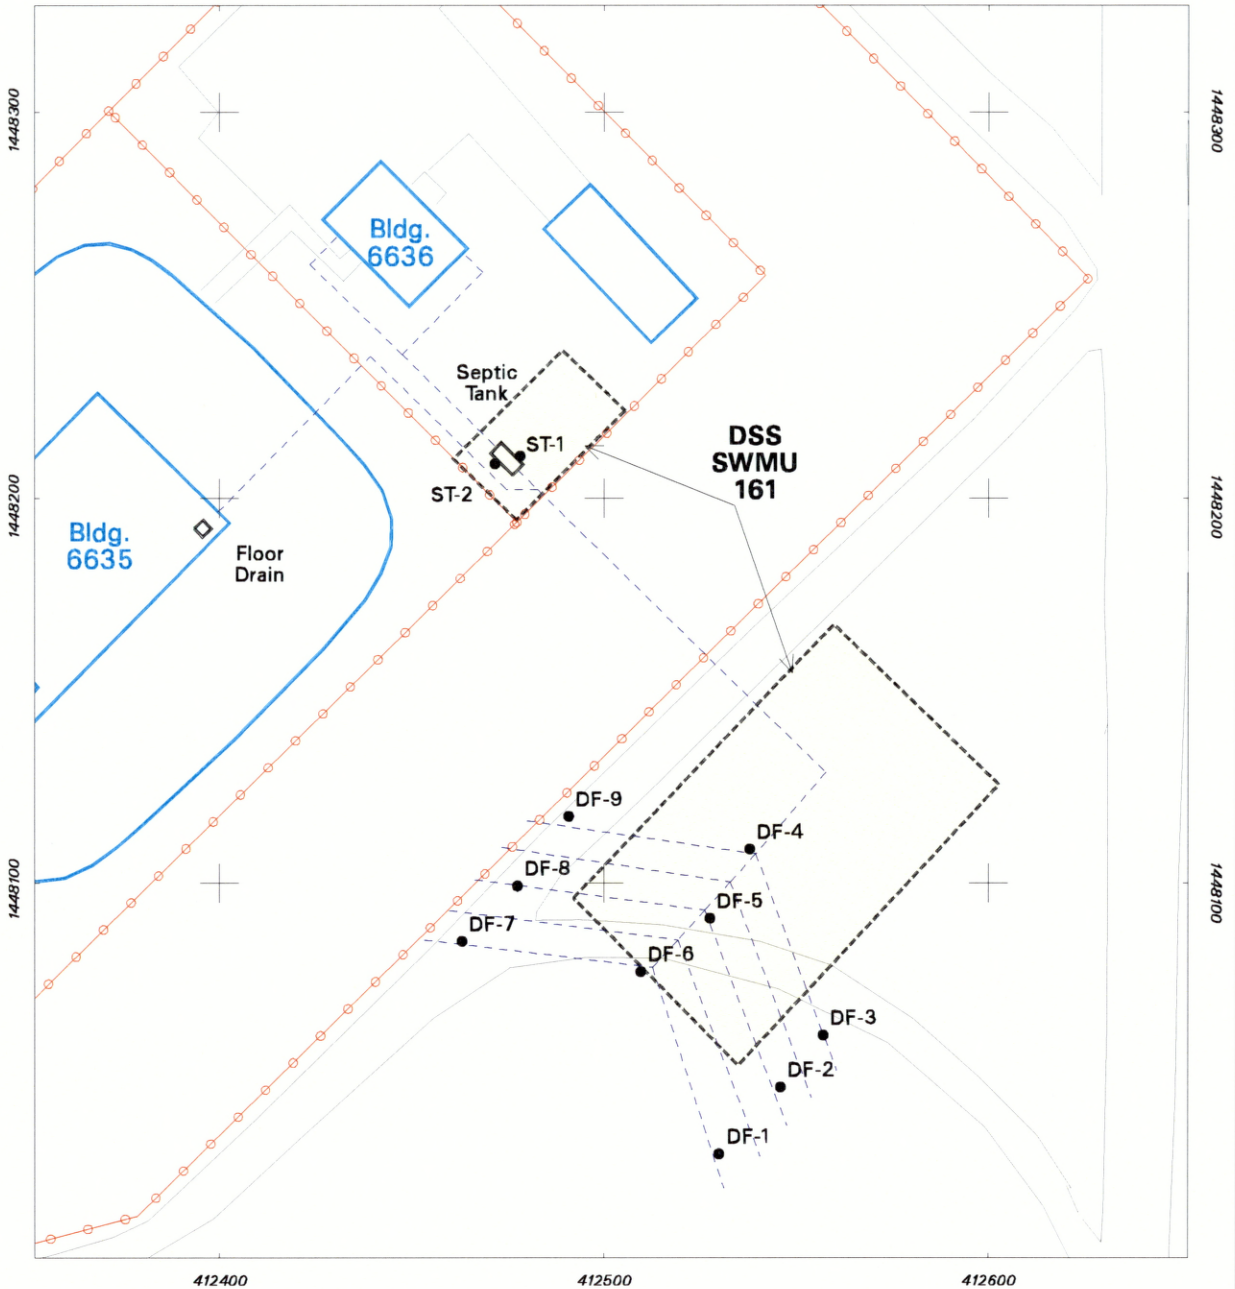 1448300
1448300
Bldg.
6636
Septic
Tank
DSS
SWMU
161
ST-1
ST-2
1448200
1448200
Bldg.
6635
Floor
Drain
DF-9
DF-4
DF-8
DF-5
1448100
1448100
DF-7
DF-6
DF-3
DF-2
DF-1
412400
412500
412600